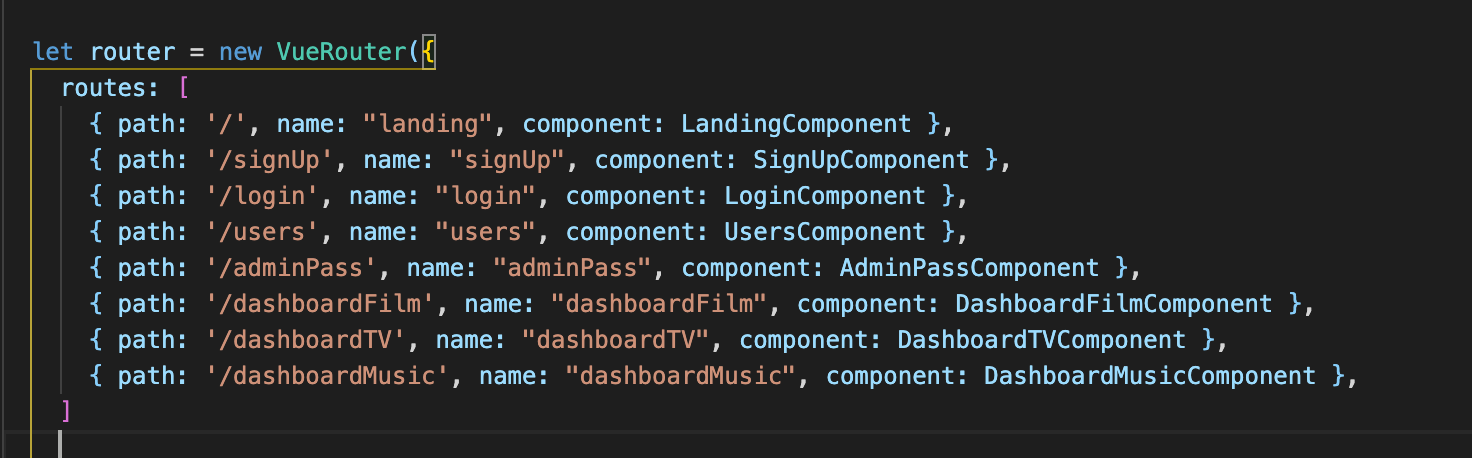 let router = new VueRouter({
routes: [
{ path: '/', name: "landing", component: LandingComponent },
{ path: '/signUp', name: "signUp", component: SignUpComponent },
{ path: '/login', name: "login", component: LoginComponent },
{ path: '/users', name: "users", component: UsersComponent },
{ path: '/adminPass', name: "adminPass", component: AdminPassComponent },
{ path: '/dashboardFilm', name: "dashboardFilm", component: DashboardFilmComponent },
{ path: '/dashboardTV', name: "dashboardTV", component: DashboardTVComponent },
{ path: '/dashboardMusic', name: "dashboardMusic", component: DashboardMusicComponent },
]